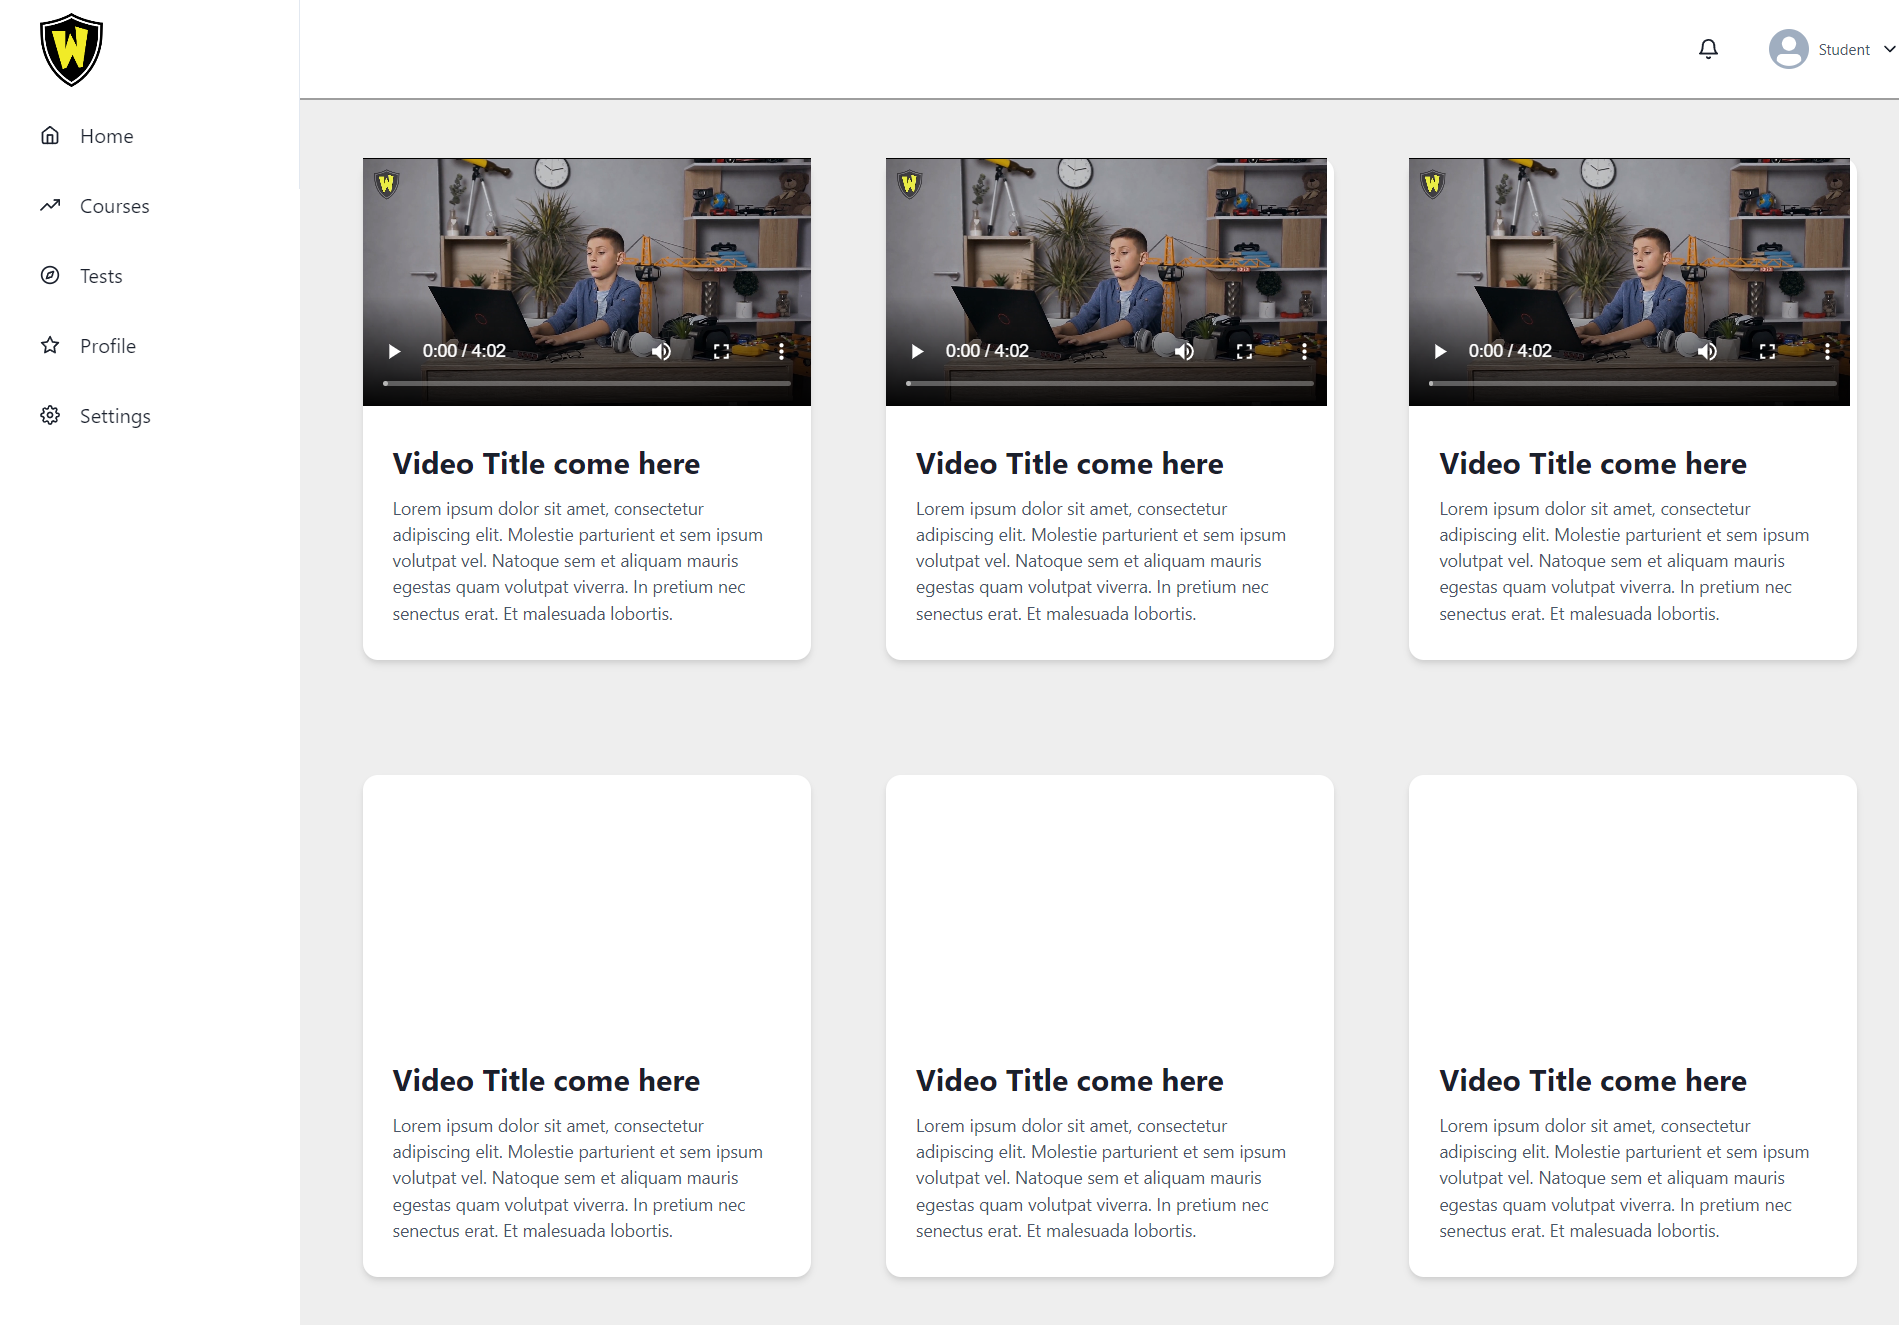 W
Student
Home
Courses
Tests
Profile
Settings
W
0:00 / 4:02
W
0:00 / 4:02
W
0:00 / 4:02
Video Title come here
Lorem ipsum dolor sit amet, consectetur
adipiscing elit. Molestie parturient et sem ipsum
volutpat vel. Natoque sem et aliquam mauris
egestas quam volutpat viverra. In pretium nec
senectus erat. Et malesuada lobortis.
Video Title come here
Lorem ipsum dolor sit amet, consectetur
adipiscing elit. Molestie parturient et sem ipsum
volutpat vel. Natoque sem et aliquam mauris
egestas quam volutpat viverra. In pretium nec
senectus erat. Et malesuada lobortis.
Video Title come here
Lorem ipsum dolor sit amet, consectetur
adipiscing elit. Molestie parturient et sem ipsum
volutpat vel. Natoque sem et aliquam mauris
egestas quam volutpat viverra. In pretium nec
senectus erat. Et malesuada lobortis.
Video Title come here
Lorem ipsum dolor sit amet, consectetur
adipiscing elit. Molestie parturient et sem ipsum
volutpat vel. Natoque sem et aliquam mauris
egestas quam volutpat viverra. In pretium nec
senectus erat. Et malesuada lobortis.
Video Title come here
Lorem ipsum dolor sit amet, consectetur
adipiscing elit. Molestie parturient et sem ipsum
volutpat vel. Natoque sem et aliquam mauris
egestas quam volutpat viverra. In pretium nec
senectus erat. Et malesuada lobortis.
Video Title come here
Lorem ipsum dolor sit amet, consectetur
adipiscing elit. Molestie parturient et sem ipsum
volutpat vel. Natoque sem et aliquam mauris
egestas quam volutpat viverra. In pretium nec
senectus erat. Et malesuada lobortis.